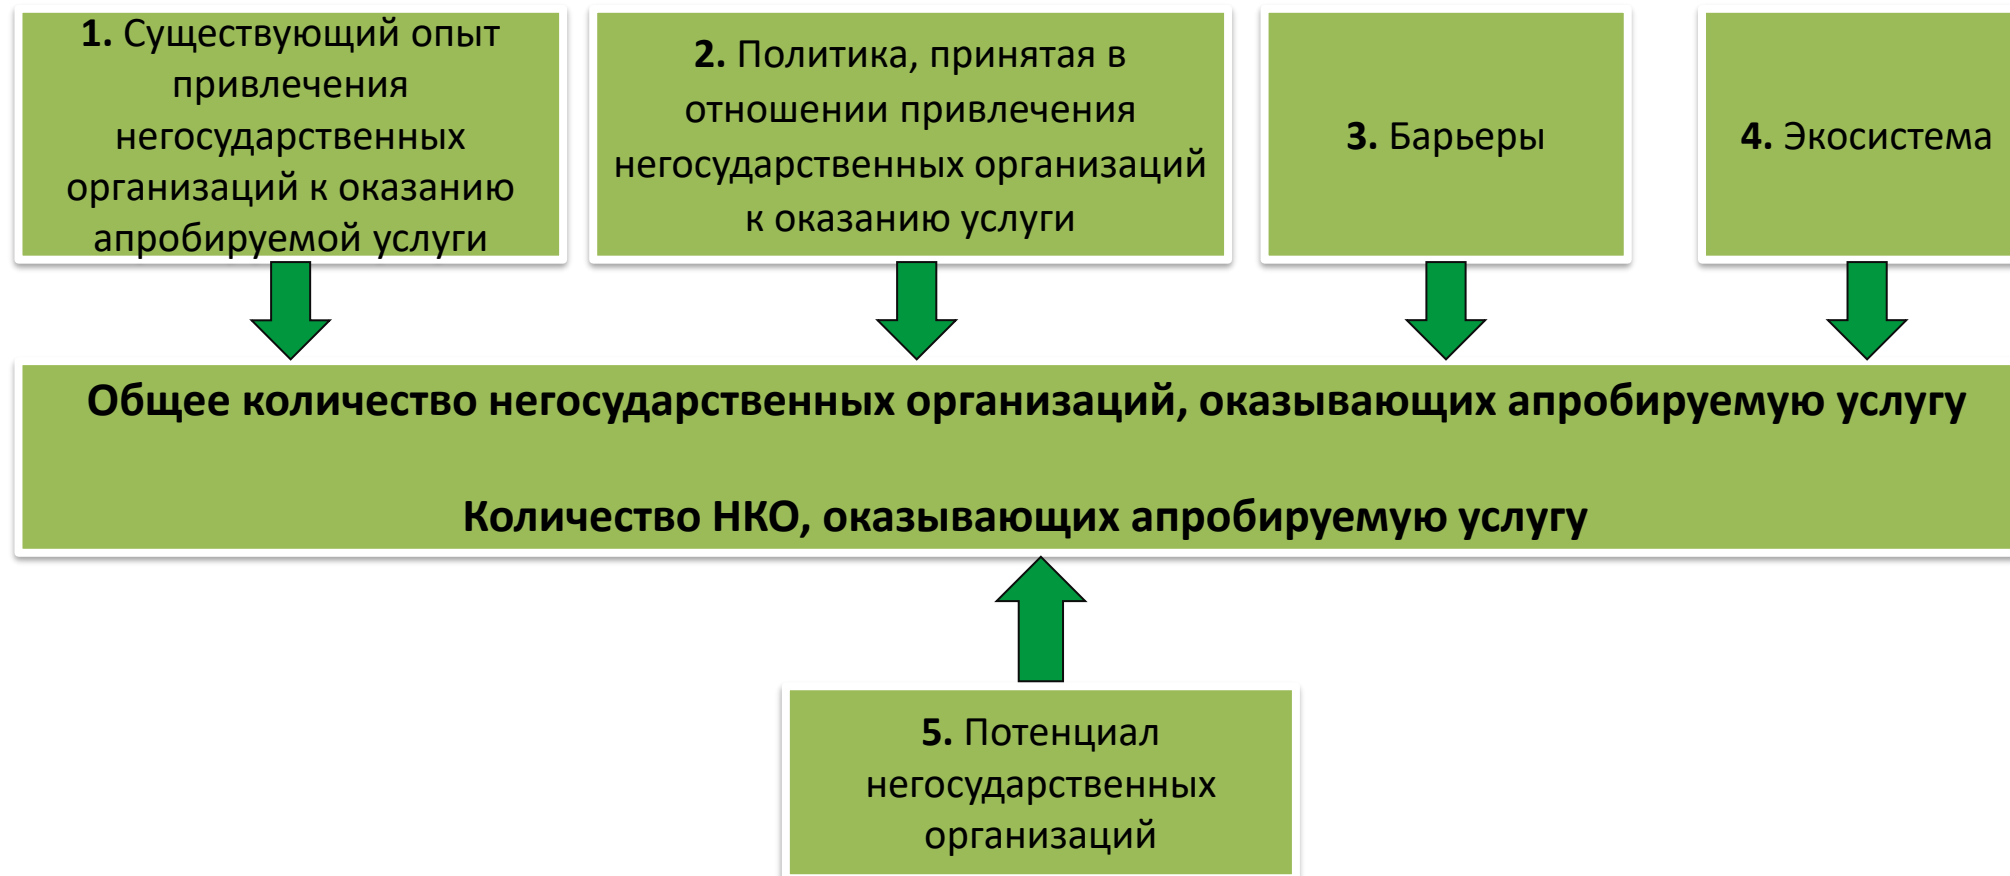 1. Существующий опыт
привлечения
негосударственных
организаций к оказанию
апробируемой услуги
2. Политика, принятая в
отношении привлечения
негосударственных организаций
к оказанию услуги
3. Барьеры
4. Экосистема
Общее количество негосударственных организаций, оказывающих апробируемую услугу
Количество НКО, оказывающих апробируемую услугу
5. Потенциал
негосударственных
организаций